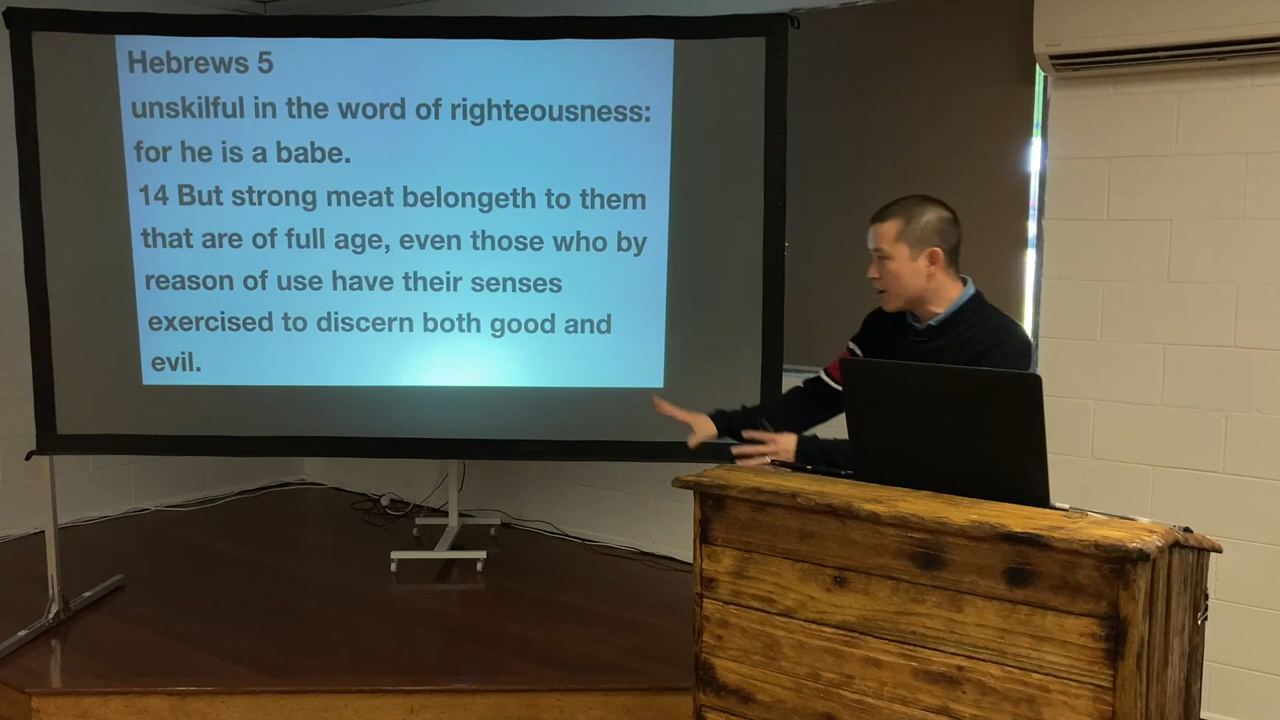 Hebrews 5
unskilful in the word of righteousness:
for he is a babe.
14 But strong meat belongeth to them
that are of full age, even those who by
reason of use have their senses
exercised to discern both good and
evil.